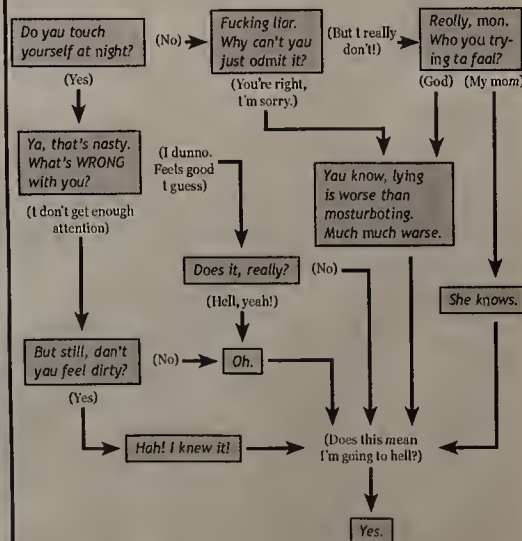 Do you touch
yourself at night?
(No)
Fucking liar.
Why can't you
just admit it?
(But I really
don't!)
Really, mon.
Who you try-
ing to fool?
(Yes)
(You're right,
I'm sorry.)
(God) (My mom)
Yo, that's nasty.
What's WRONG
with you?
(I dunno.
Feels good
I guess)
You know, lying
is worse than
masturbating.
Much much worse.
(I don't get enough
attention)
Does it, really?
(No)
(Hell, yeah!)
She knows.
But still, don't
you feel dirty?
(No)
Oh.
(Yes)
Hah! I knew it!
(Does this mean
I'm going to hell?)
Yes.